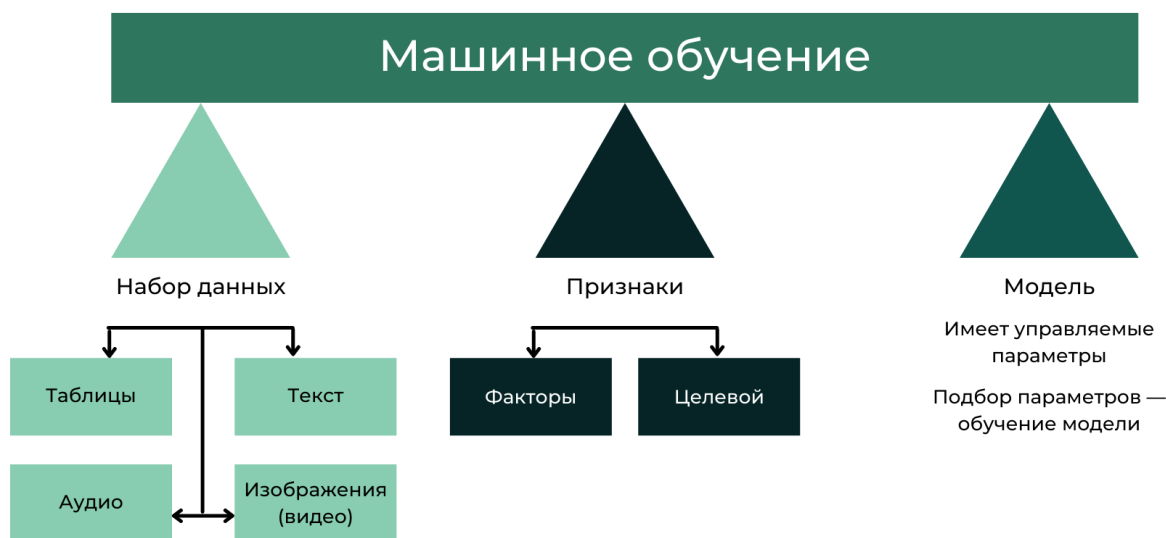 Машинное обучение
Набор данных
Таблицы
Текст
Аудио
Изображения
(видео)
Признаки
Факторы
Целевой
Модель
Имеет управляемые
параметры
Подбор параметров —
обучение модели